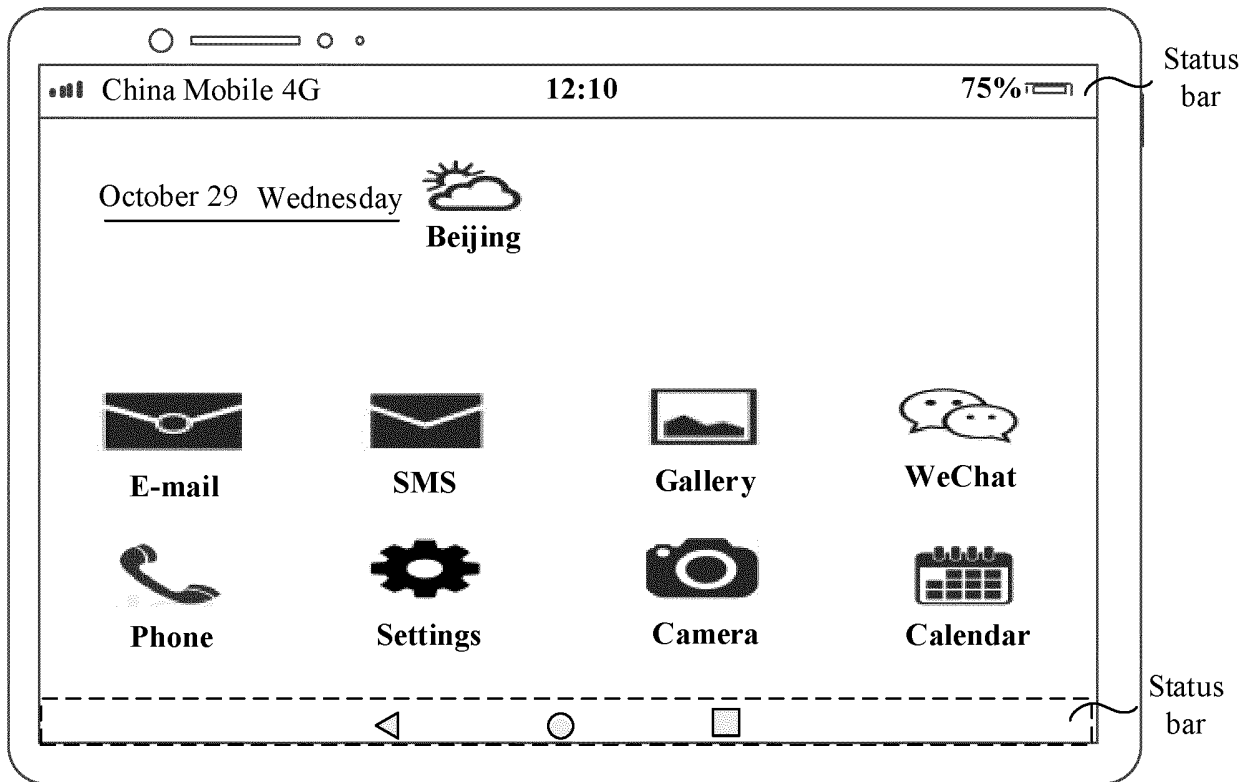 Status
bar
China Mobile 4G 12:10 75%
October 29 Wednesday
Beijing
E-mail SMS Gallery WeChat
Phone Settings Camera Calendar
Status
bar